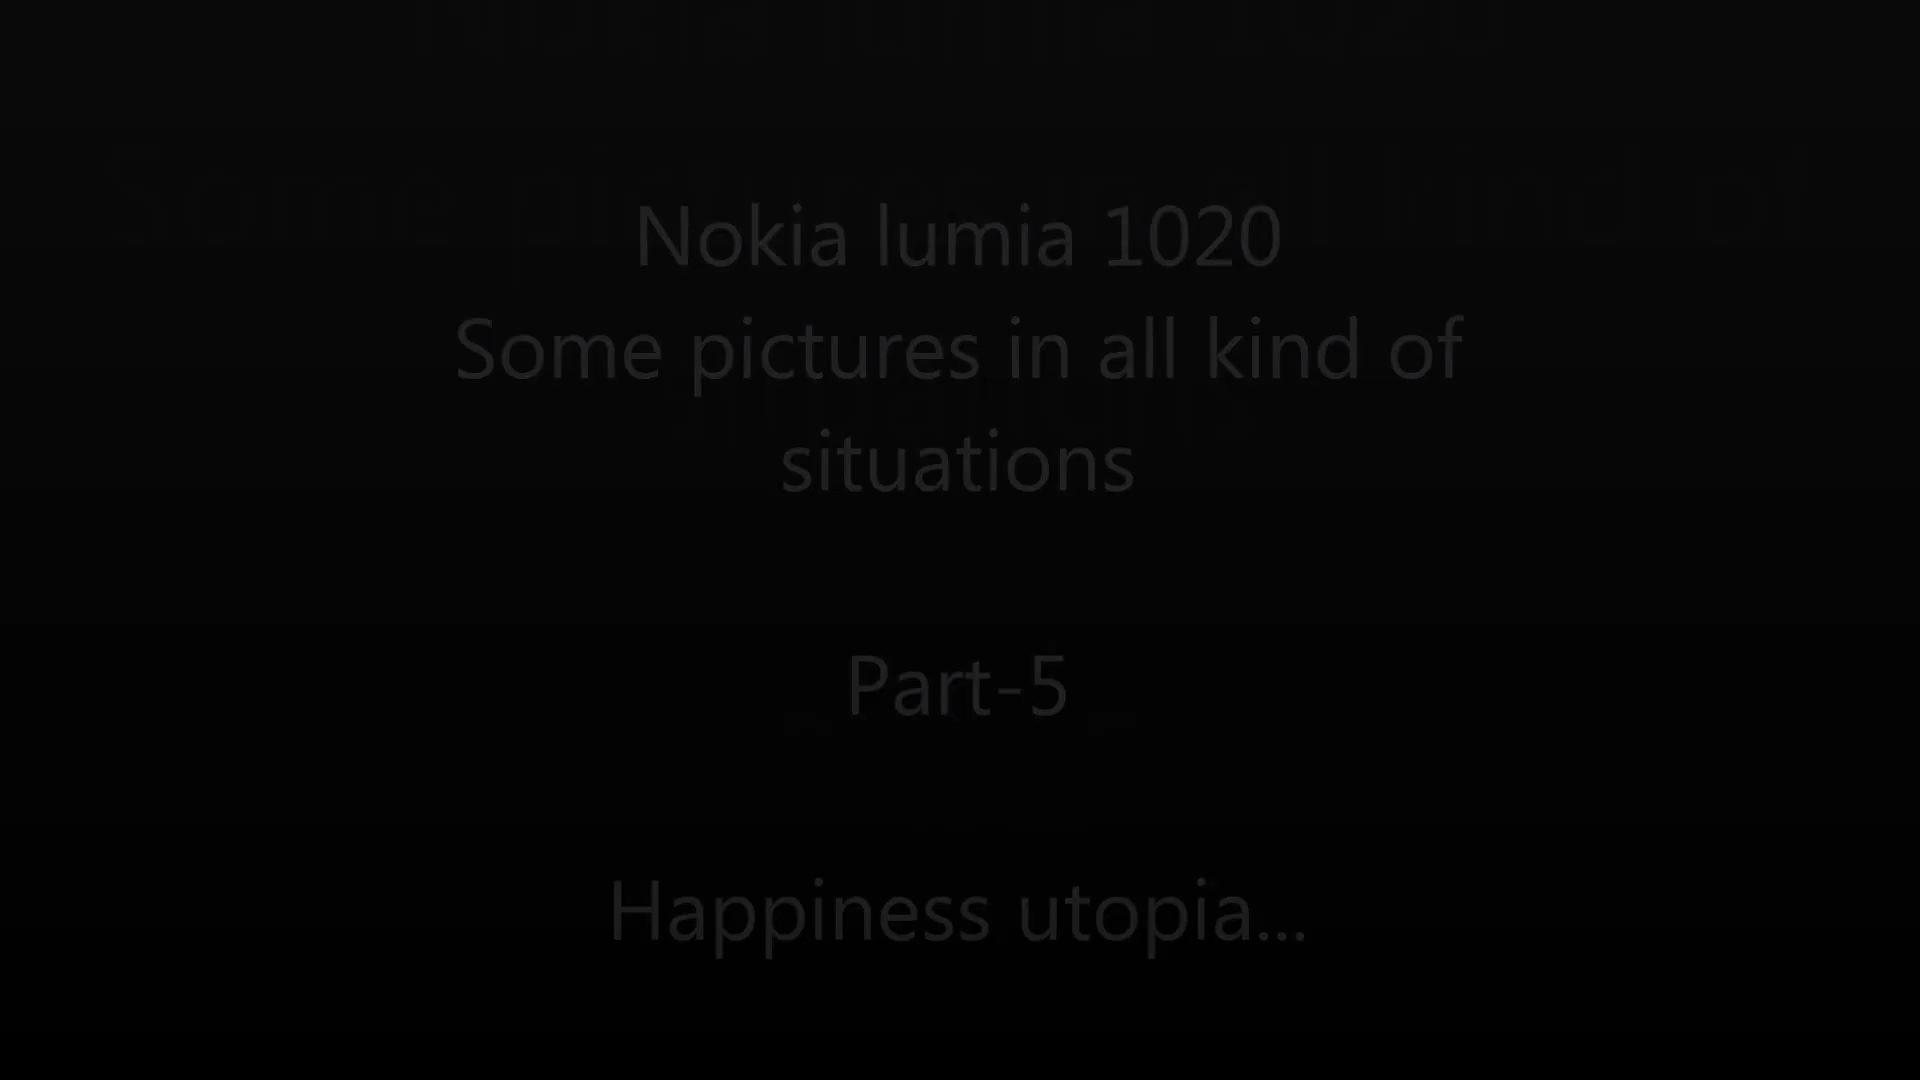 Nokia lumia 1020
Some pictures in all kind of
situations
Part-5
Happiness utopia...